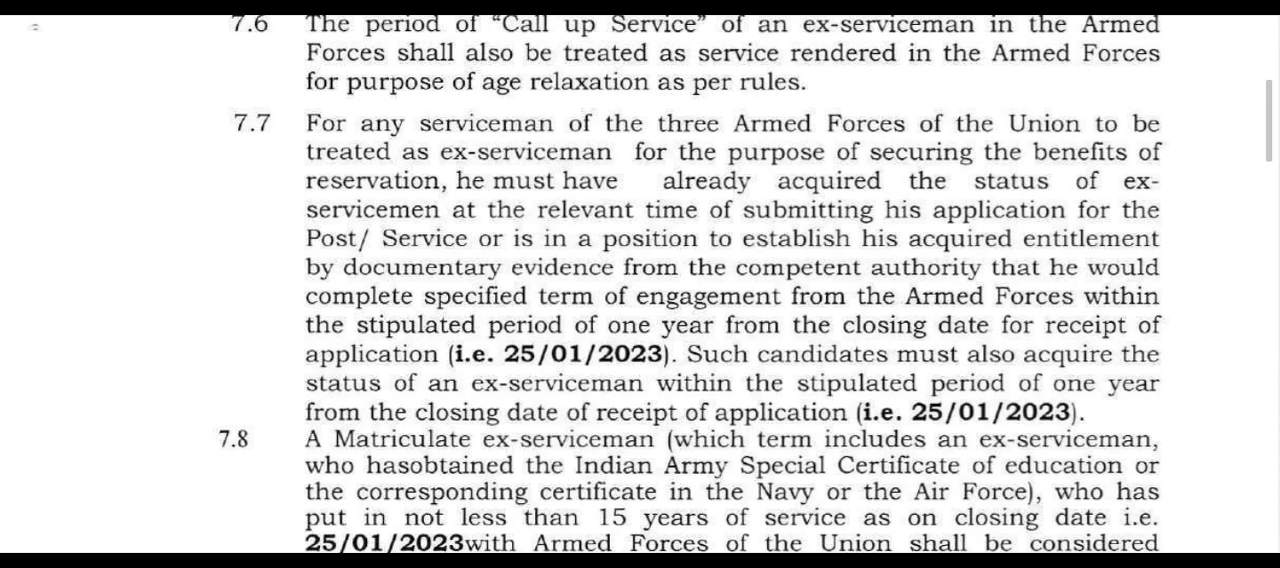 7.6 The period of “Call up Service” of an ex-serviceman in the Armed
Forces shall also be treated as service rendered in the Armed Forces
for purpose of age relaxation as per rules.
7.7 For any serviceman of the three Armed Forces of the Union to be
treated as ex-serviceman for the purpose of securing the benefits of
reservation, he must have already acquired the status of ex-
servicemen at the relevant time of submitting his application for the
Post/ Service or is in a position to establish his acquired entitlement
by documentary evidence from the competent authority that he would
complete specified term of engagement from the Armed Forces within
the stipulated period of one year from the closing date for receipt of
application (i.e. 25/01/2023). Such candidates must also acquire the
status of an ex-serviceman within the stipulated period of one year
from the closing date of receipt of application (i.e. 25/01/2023).
7.8 A Matriculate ex-serviceman (which term includes an ex-serviceman,
who hasobtained the Indian Army Special Certificate of education or
the corresponding certificate in the Navy or the Air Force), who has
put in not less than 15 years of service as on closing date i.e.
25/01/2023with Armed Forces of the Union shall be considered